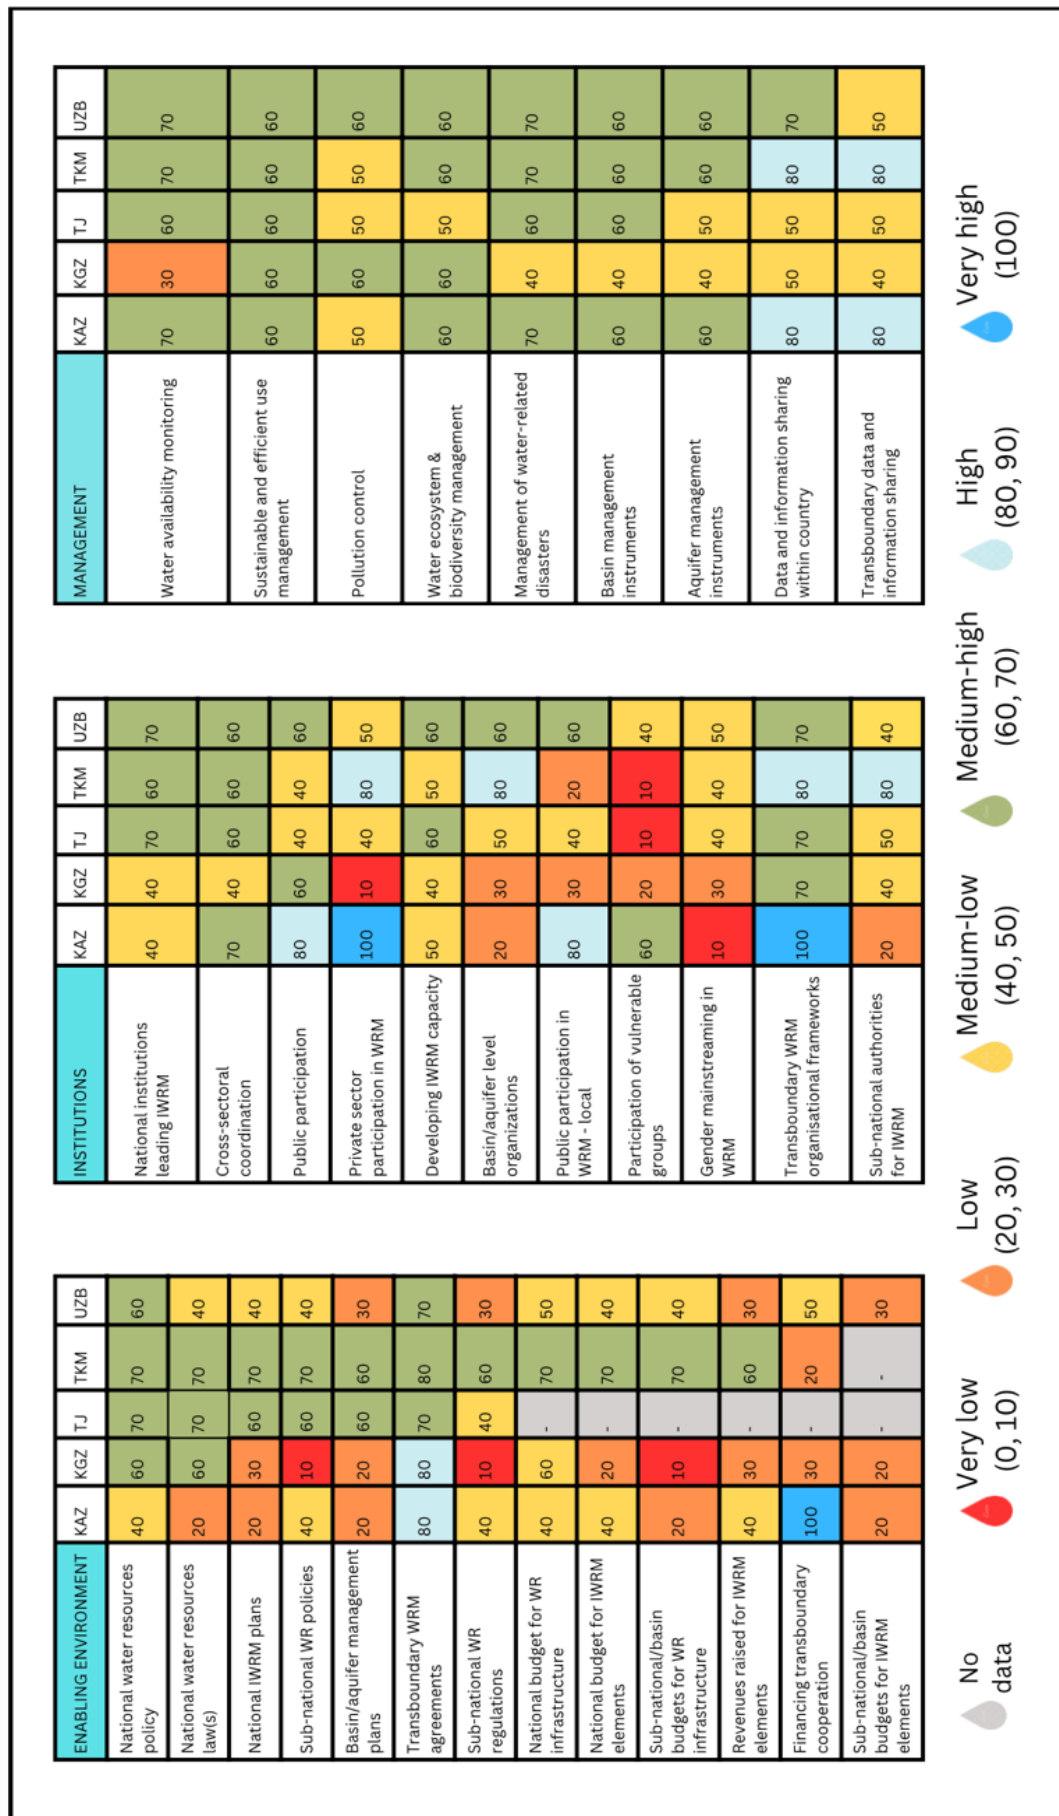 ENABLING ENVIRONMENT KAZ KGZ TJ TKM UZB
National water resources
policy 40 60 70 70 60
National water resources
law(s) 20 60 70 70 40
National IWRM plans 20 30 60 70 40
Sub-national WR policies 40 10 60 70 40
Basin/aquifer management
plans 20 20 60 60 30
Transboundary WRM
agreements 80 80 70 80 70
Sub-national WR
regulations 40 10 40 60 30
National budget for WR
infrastructure 40 60 - 70 50
National budget for IWRM
elements 40 20 - 70 40
Sub-national/basin
budgets for WR
infrastructure 20 10 - 70 40
Revenues raised for IWRM
elements 40 30 - 60 30
Financing transboundary
cooperation 100 30 - 20 50
Sub-national/basin
budgets for IWRM
elements 20 20 - - 30
INSTITUTIONS KAZ KGZ TJ TKM UZB
National institutions
leading IWRM 40 40 70 60 70
Cross-sectoral
coordination 70 40 60 60 60
Public participation 80 60 40 40 60
Private sector
participation in WRM 100 10 40 80 50
Developing IWRM capacity 50 40 60 50 60
Basin/aquifer level
organizations 20 30 50 80 60
Public participation in
WRM - local 80 30 40 20 60
Participation of vulnerable
groups 60 20 10 10 40
Gender mainstreaming in
WRM 10 30 40 40 50
Transboundary WRM
organisational frameworks 100 70 70 80 70
Sub-national authorities
for IWRM 20 40 50 80 40
MANAGEMENT KAZ KGZ TJ TKM UZB
Water availability monitoring 70 30 60 70 70
Sustainable and efficient use
management 60 60 60 60 60
Pollution control 50 60 50 50 60
Water ecosystem &
biodiversity management 60 60 50 60 60
Management of water-related
disasters 70 40 60 70 70
Basin management
instruments 60 40 60 60 60
Aquifer management
instruments 60 40 50 60 60
Data and information sharing
within country 80 50 50 80 70
Transboundary data and
information sharing 80 40 50 80 50
No
data
Very low
(0, 10)
Low
(20, 30)
Medium-low
(40, 50)
Medium-high
(60, 70)
High
(80, 90)
Very high
(100)